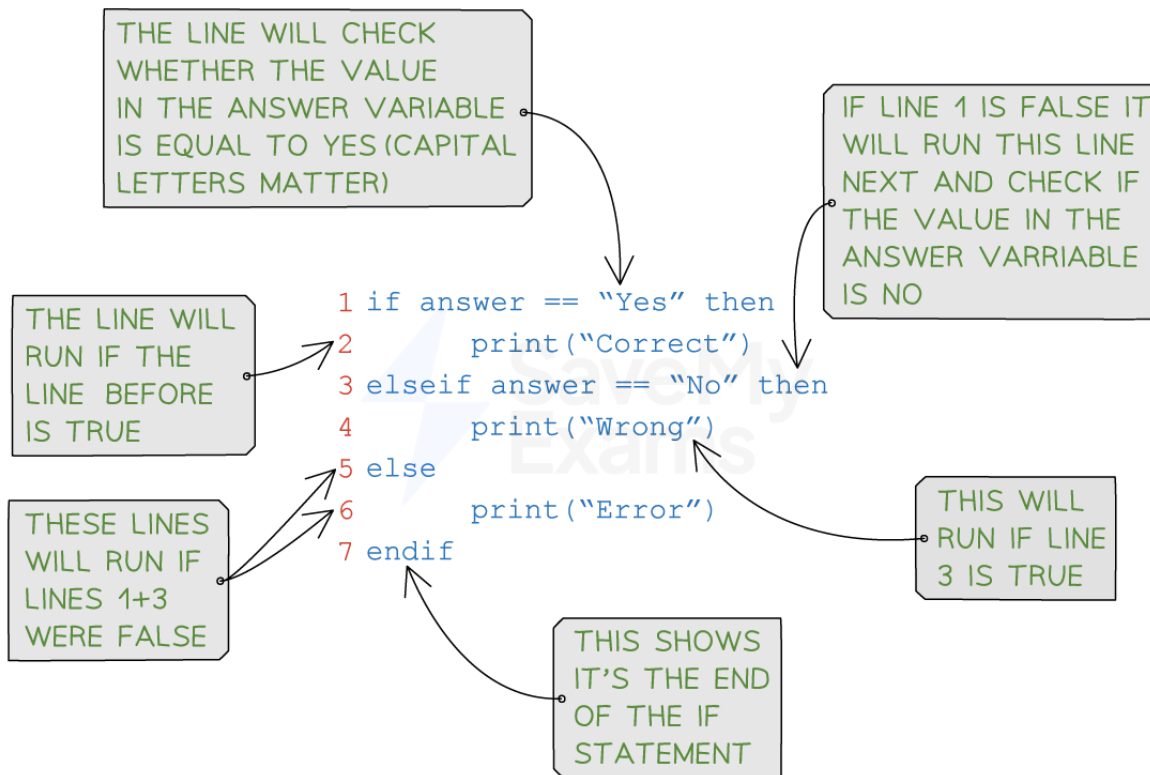 THE LINE WILL CHECK
WHETHER THE VALUE
IN THE ANSWER VARIABLE
IS EQUAL TO YES (CAPITAL
LETTERS MATTER)
IF LINE 1 IS FALSE IT
WILL RUN THIS LINE
NEXT AND CHECK IF
THE VALUE IN THE
ANSWER VARRIABLE
IS NO
THE LINE WILL
RUN IF THE
LINE BEFORE
IS TRUE
1 if answer == “Yes” then
2 print(“Correct”)
3 elseif answer == “No” then
4 print(“Wrong”)
5 else
6 print(“Error”)
7 endif
SaveMy
Exams
THESE LINES
WILL RUN IF
LINES 1+3
WERE FALSE
THIS WILL
RUN IF LINE
3 IS TRUE
THIS SHOWS
IT'S THE END
OF THE IF
STATEMENT